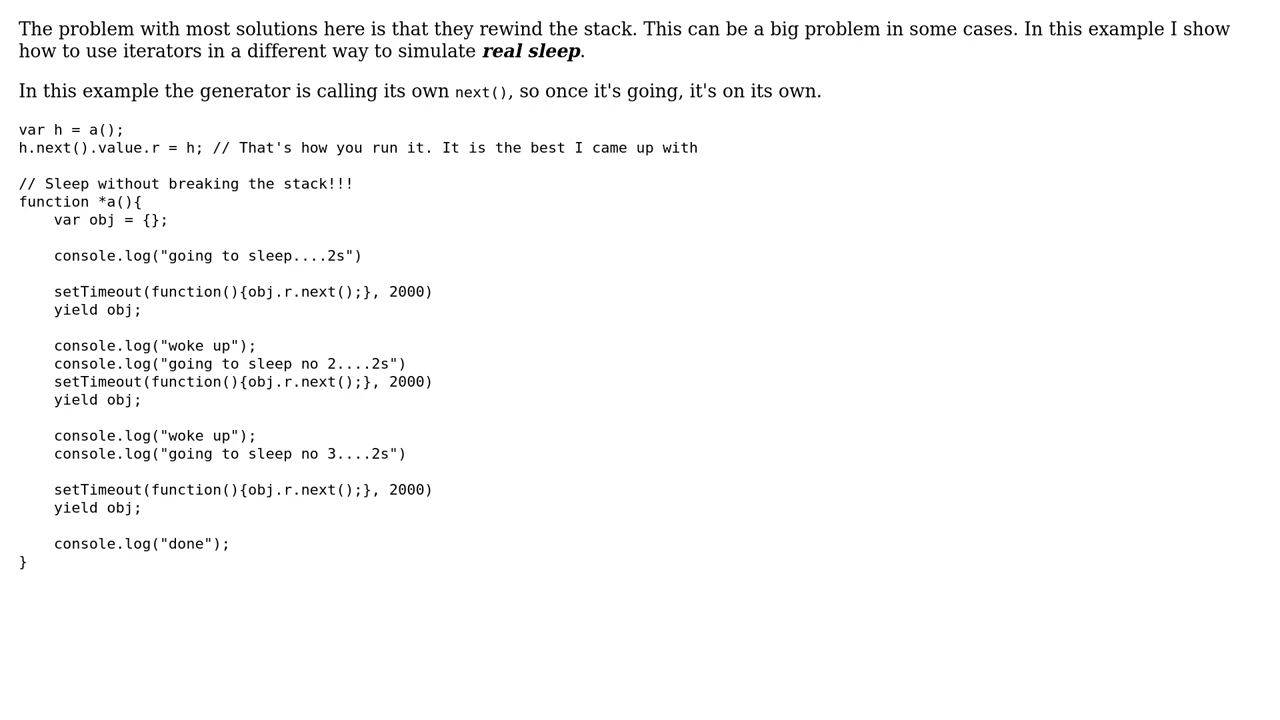 The problem with most solutions here is that they rewind the stack. This can be a big problem in some cases. In this example I show
how to use iterators in a different way to simulate real sleep.
In this example the generator is calling its own next(), so once it's going, it's on its own.
var h = a();
h.next().value.r = h; // That's how you run it. It is the best I came up with
// Sleep without breaking the stack!!!
function *a(){
    var obj = {};
    console.log("going to sleep....2s")
    setTimeout(function(){obj.r.next();}, 2000)
    yield obj;
    console.log("woke up");
    console.log("going to sleep no 2....2s")
    setTimeout(function(){obj.r.next();}, 2000)
    yield obj;
    console.log("woke up");
    console.log("going to sleep no 3....2s")
    setTimeout(function(){obj.r.next();}, 2000)
    yield obj;
    console.log("done");
}